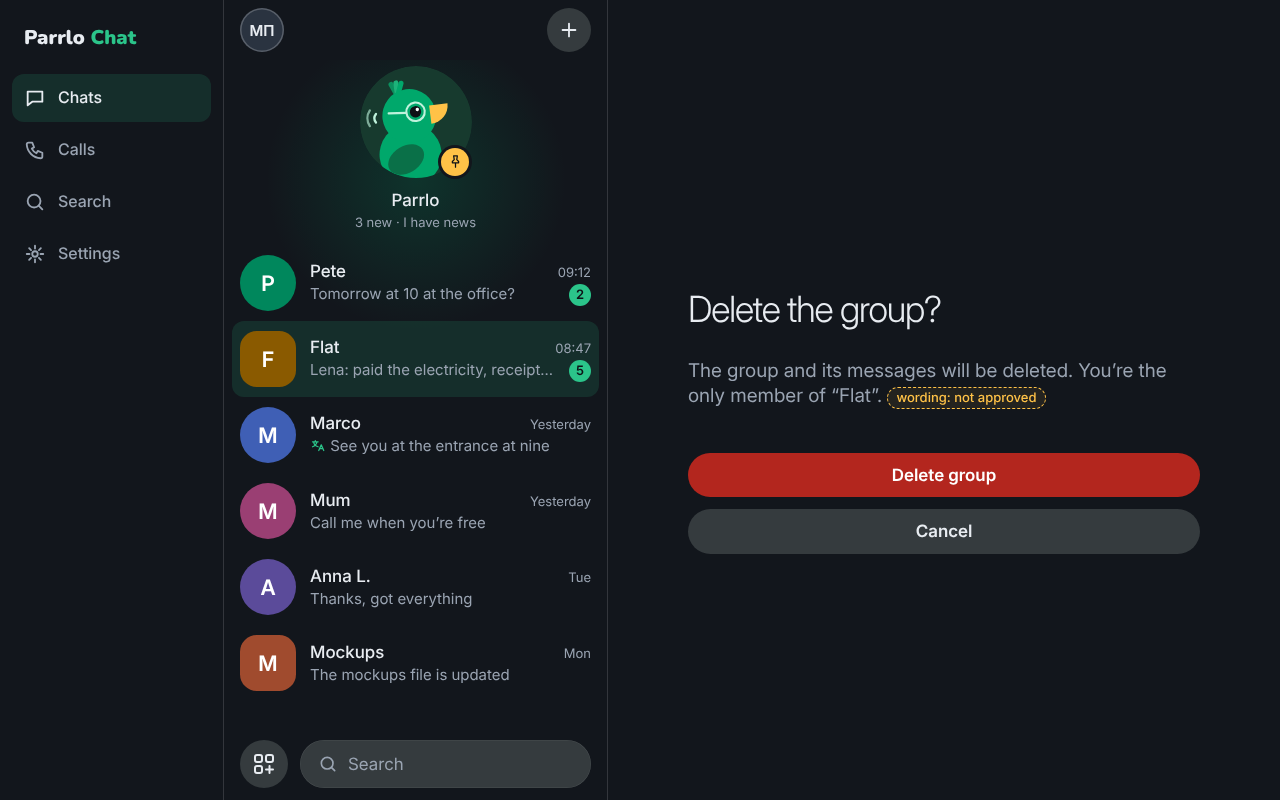 Parrlo Chat
Chats
Calls
Search
Settings
МП
Parrlo
3 new · I have news
P
Pete
09:12
Tomorrow at 10 at the office?
2
F
Flat
08:47
Lena: paid the electricity, receipt...
5
M
Marco
Yesterday
See you at the entrance at nine
M
Mum
Yesterday
Call me when you’re free
A
Anna L.
Tue
Thanks, got everything
M
Mockups
Mon
The mockups file is updated
Search
Delete the group?
The group and its messages will be deleted. You’re the
only member of “Flat”. wording: not approved
Delete group
Cancel